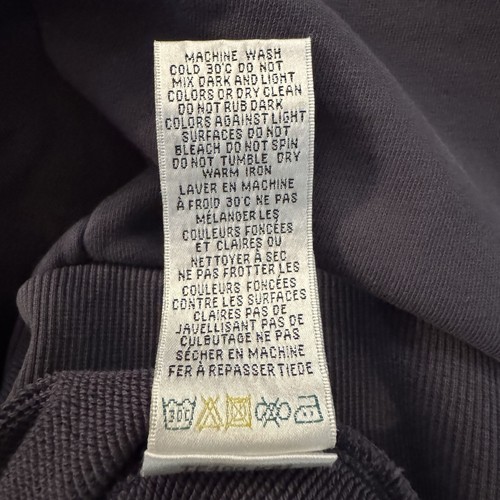 MACHINE WASH
COLD 30°C DO NOT
MIX DARK AND LIGHT
COLORS OR DRY CLEAN
DO NOT RUB DARK
COLORS AGAINST LIGHT
SURFACES DO NOT
BLEACH DO NOT SPIN
DO NOT TUMBLE DRY
WARM IRON
LAVER EN MACHINE
À FROID 30°C NE PAS
MÉLANGER LES
COULEURS FONCÉES
ET CLAIRES OU
NETTOYER À SEC
NE PAS FROTTER LES
COULEURS FONCÉES
CONTRE LES SURFACES
CLAIRES PAS DE
JAVELLISANT PAS DE
CULBUTAGE NE PAS
SÉCHER EN MACHINE
FER À REPASSER TIEDE
30C